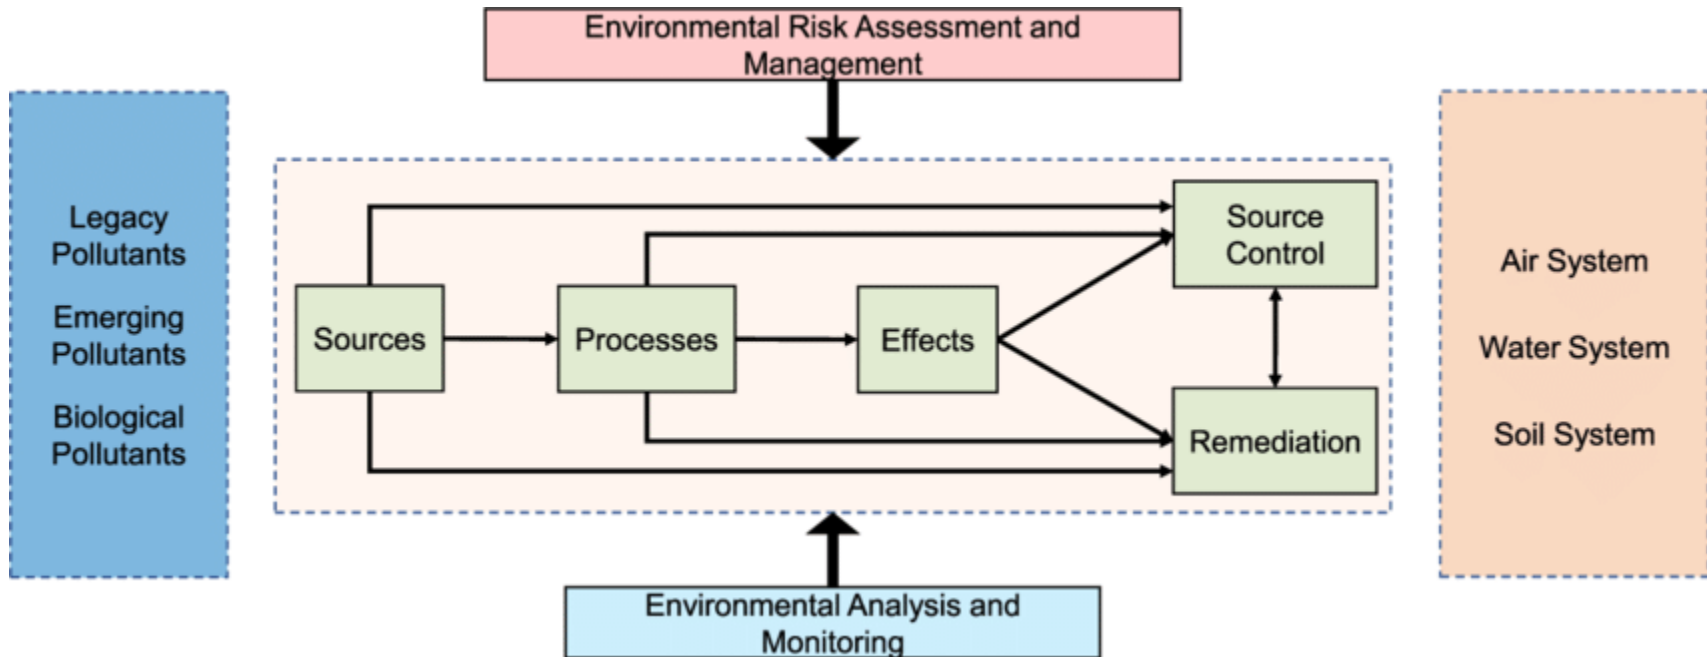 Environmental Risk Assessment and
Management
Legacy
Pollutants
Emerging
Pollutants
Biological
Pollutants
Sources
Processes
Effects
Source
Control
Remediation
Air System
Water System
Soil System
Environmental Analysis and
Monitoring